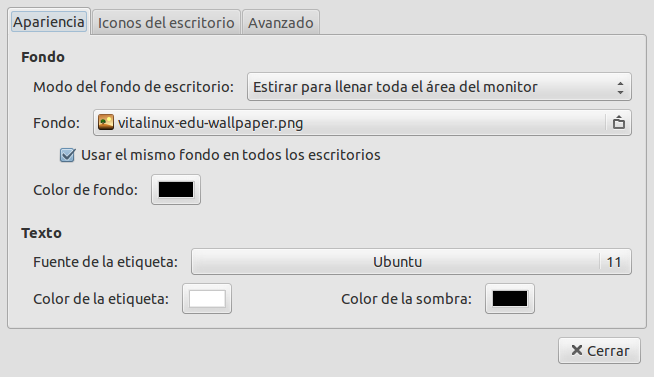 Apariencia Iconos del escritorio Avanzado
Fondo
Modo del fondo de escritorio: Estirar para llenar toda el área del monitor
Fondo: vitalinux-edu-wallpaper.png
Usar el mismo fondo en todos los escritorios
Color de fondo:
Texto
Fuente de la etiqueta: Ubuntu 11
Color de la etiqueta: Color de la sombra:
Cerrar